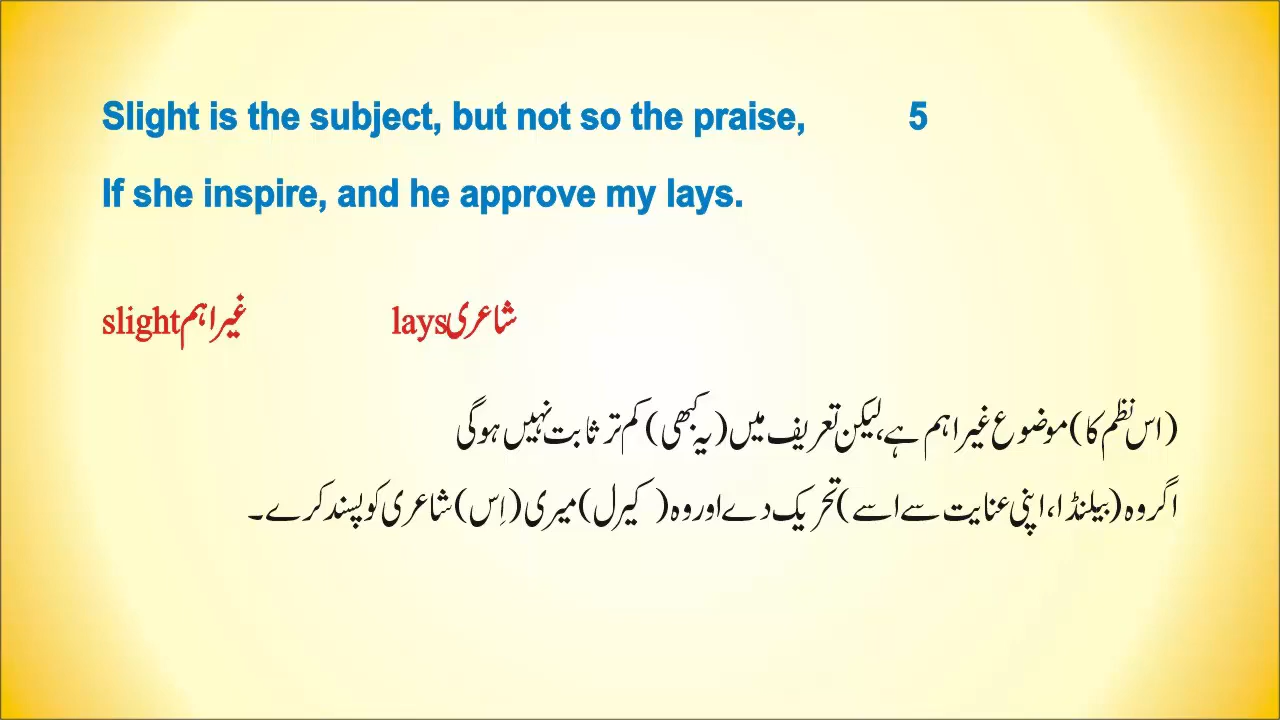 Slight is the subject, but not so the praise, 5
If she inspire, and he approve my lays.
slight غیر اہم lays شاعری
(اس نظم کا) موضوع غیر اہم ہے، لیکن تعریف میں (یہ کبھی) کم تر ثابت نہیں ہوگی
اگر وہ (بیلنڈا، اپنی عنایت سے اسے) تحریک دے اور وہ (کیرل) میری (اِس) شاعری کو پسند کرے۔